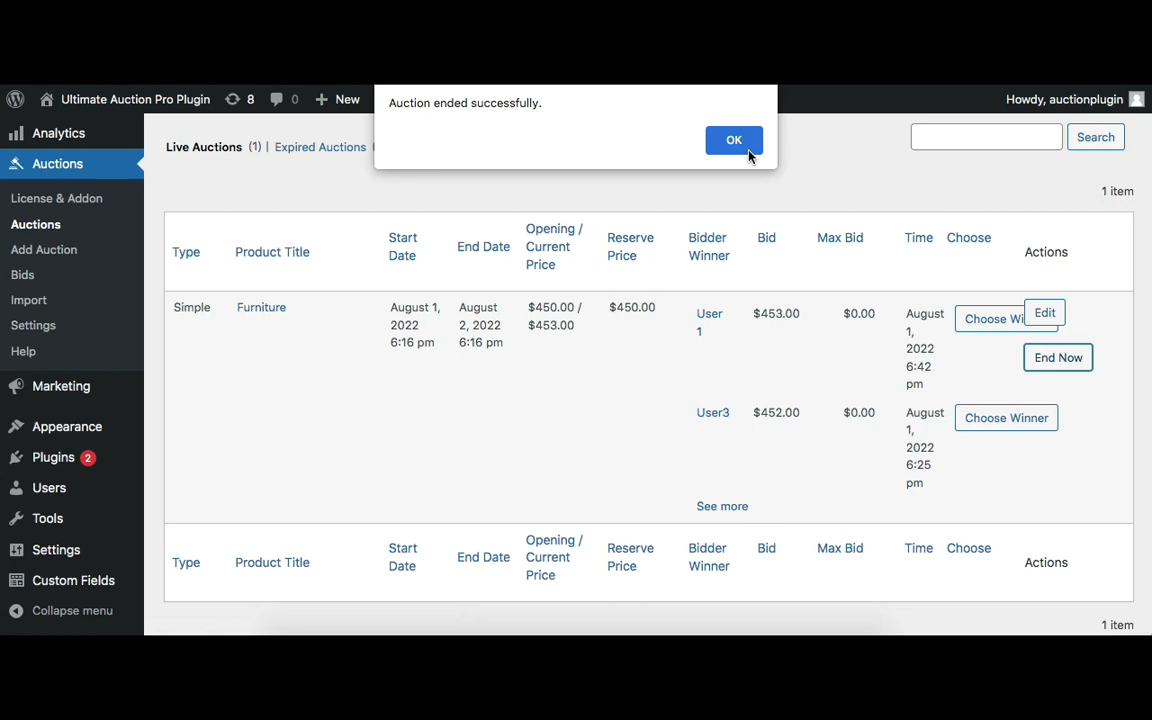 Ultimate Auction Pro Plugin 8 0 New
Howdy, auctionplugin
Auction ended successfully.
OK
Analytics
Auctions
License & Addon
Auctions
Add Auction
Bids
Import
Settings
Help
Marketing
Appearance
Plugins 2
Users
Tools
Settings
Custom Fields
Collapse menu
Live Auctions (1) | Expired Auctions (
Search
1 item
Type
Product Title
Start
Date
End Date
Opening /
Current
Price
Reserve
Price
Bidder
Winner
Bid
Max Bid
Time
Choose
Actions
Simple
Furniture
August 1,
2022
6:16 pm
August
2, 2022
6:16 pm
$450.00 /
$453.00
$450.00
User
1
$453.00
$0.00
August
1,
2022
6:42
pm
Choose Wi
Edit
End Now
User3
$452.00
$0.00
August
1,
2022
6:25
pm
Choose Winner
See more
Type
Product Title
Start
Date
End Date
Opening /
Current
Price
Reserve
Price
Bidder
Winner
Bid
Max Bid
Time
Choose
Actions
1 item